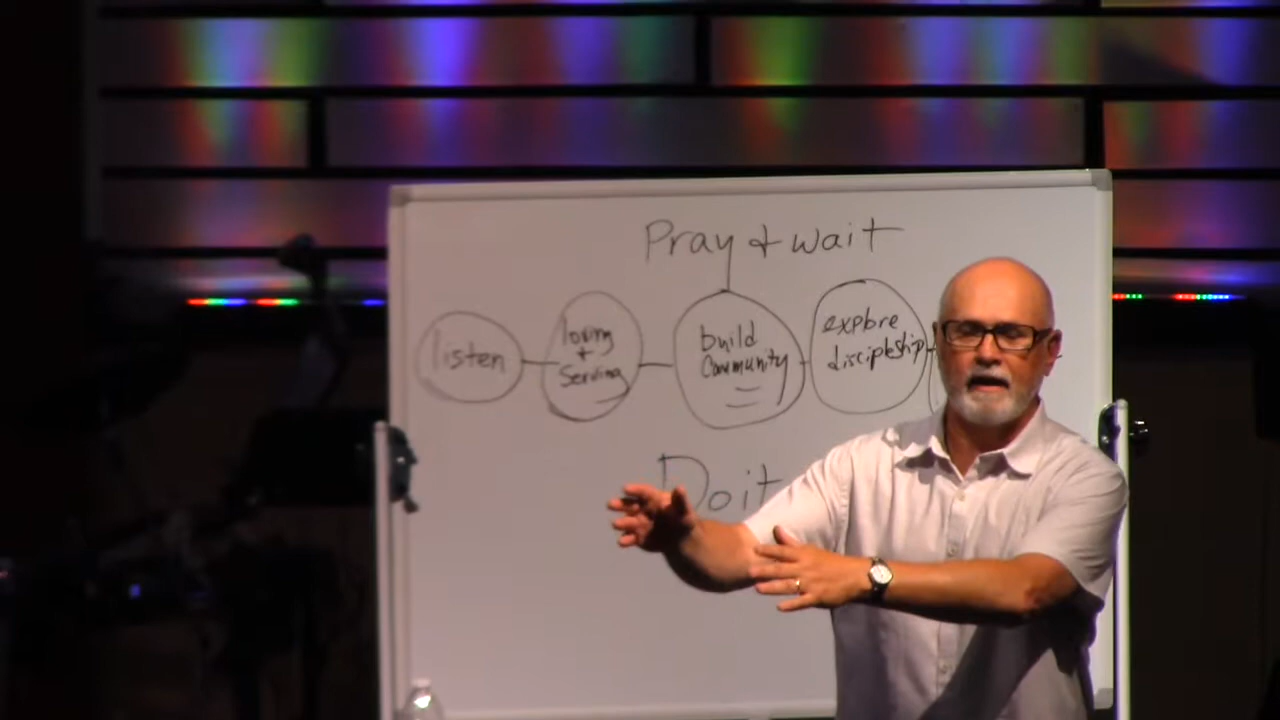 Pray + wait
listen
loving
+
Serving
build
Community
explore
discipleship
Do it